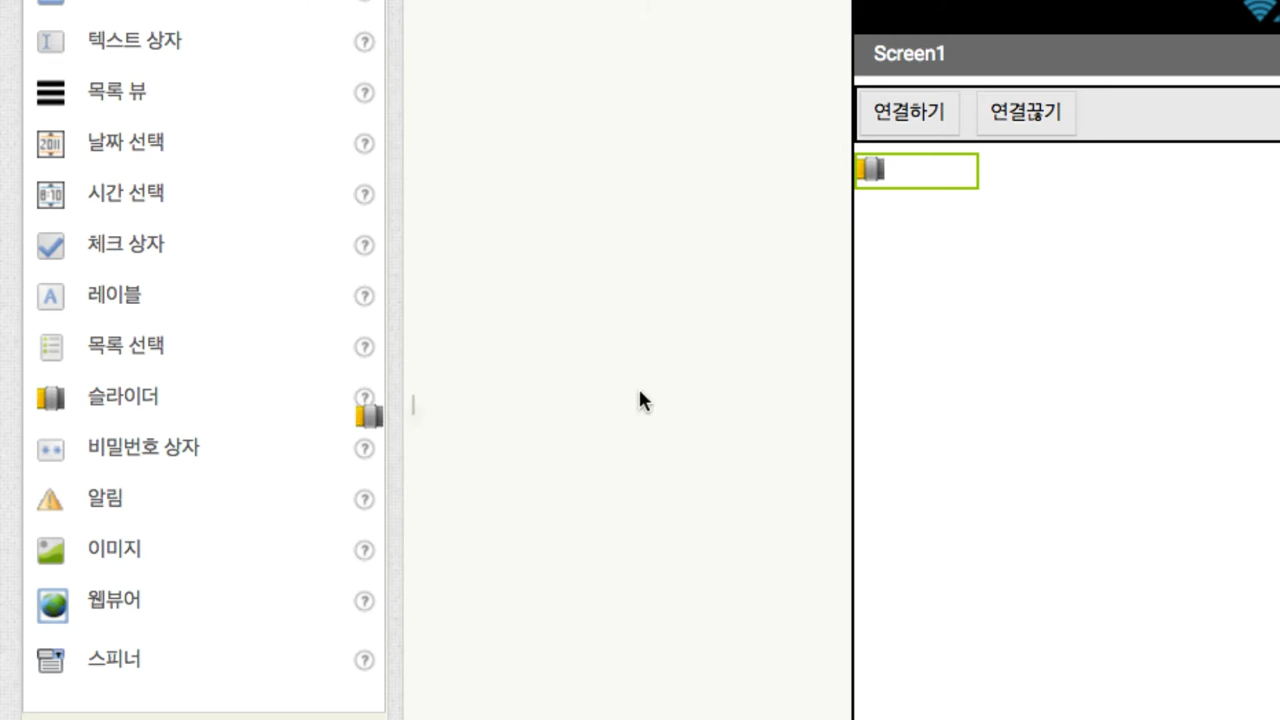 텍스트 상자
목록 뷰
날짜 선택
시간 선택
체크 상자
레이블
목록 선택
슬라이더
비밀번호 상자
알림
이미지
웹뷰어
스피너
Screen1
연결하기
연결끊기